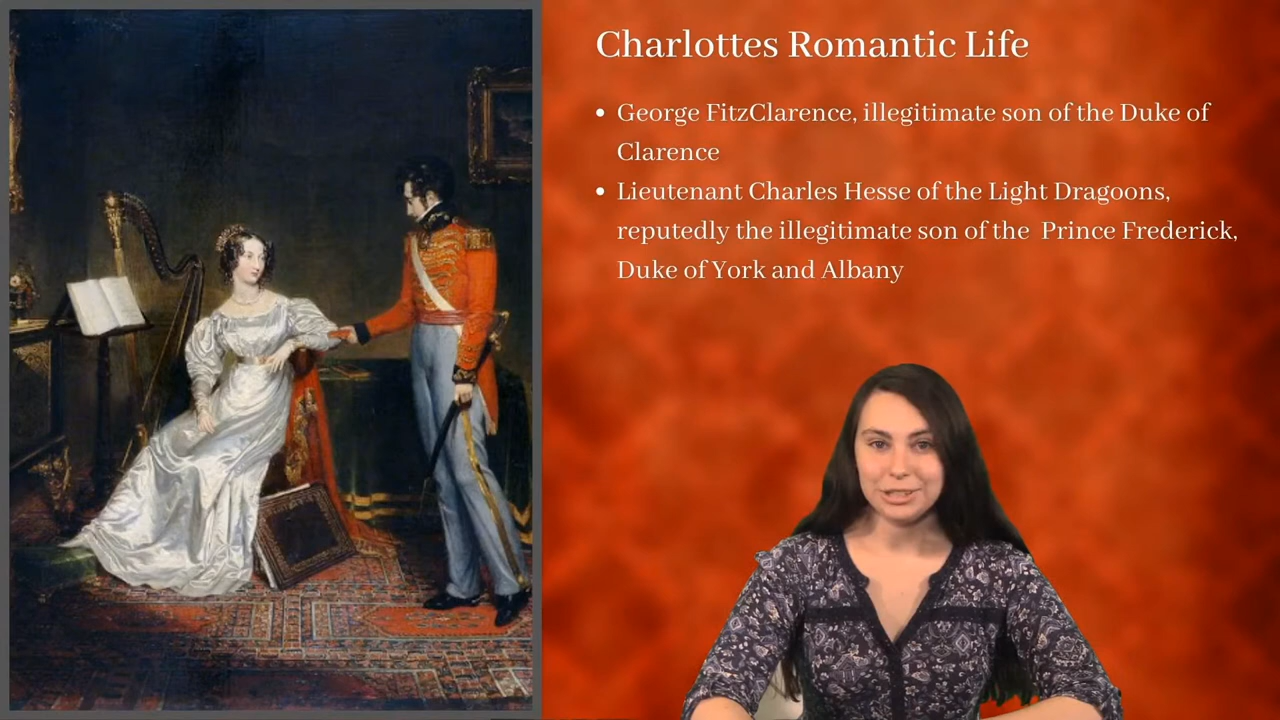 Charlottes Romantic Life
• George FitzClarence, illegitimate son of the Duke of
Clarence
• Lieutenant Charles Hesse of the Light Dragoons,
reputedly the illegitimate son of the  Prince Frederick,
Duke of York and Albany